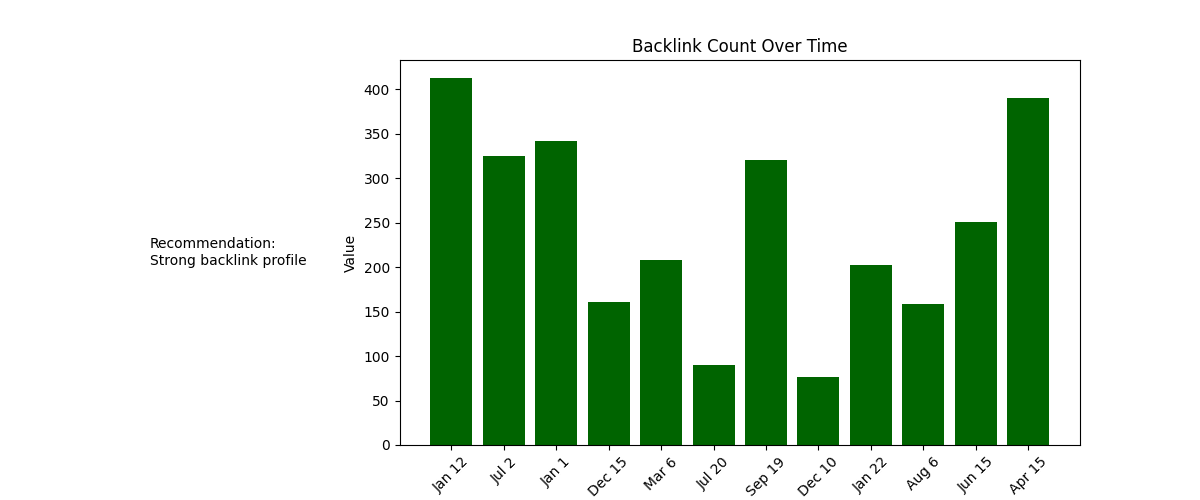 Backlink Count Over Time
Recommendation:
Strong backlink profile
Value
400
350
300
250
200
150
100
50
0
Jan 12
Jul 2
Jan 1
Dec 15
Mar 6
Jul 20
Sep 19
Dec 10
Jan 22
Aug 6
Jun 15
Apr 15